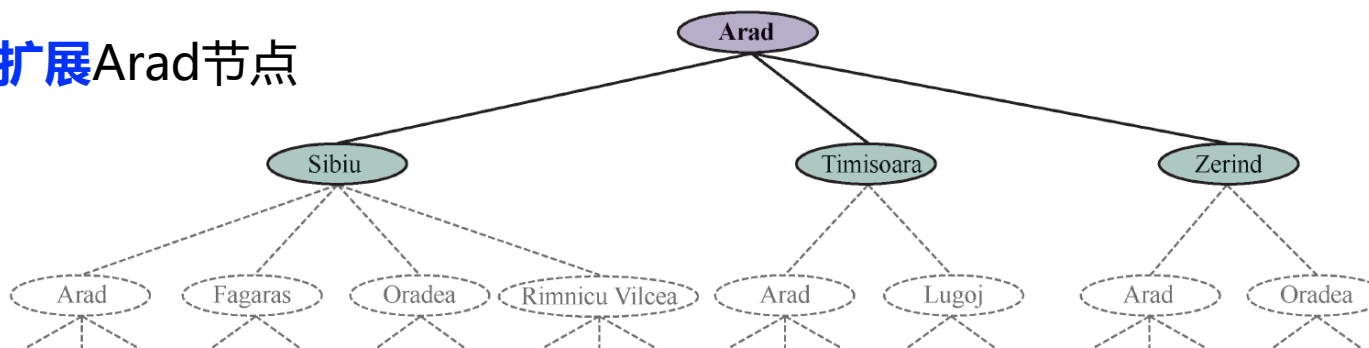 Arad
扩展Arad节点
Sibiu Timisoara Zerind
Arad Fagaras Oradea Rimnicu Vilcea Arad Lugoj Arad Oradea